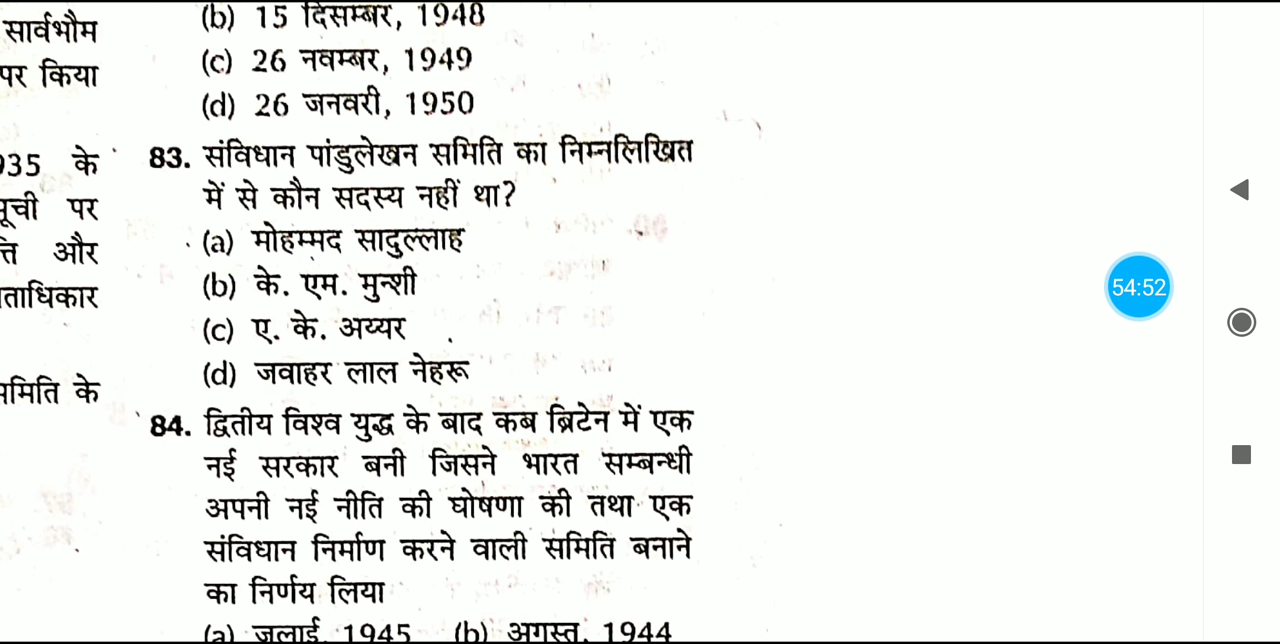 सार्वभौम
पर किया
935 के
सूची पर
और
मताधिकार
समिति के
(b) 15 दिसम्बर, 1948
(c) 26 नवम्बर, 1949
(d) 26 जनवरी, 1950
83. संविधान पांडुलेखन समिति का निम्नलिखित
में से कौन सदस्य नहीं था?
(a) मोहम्मद सादुल्लाह
(b) के. एम. मुन्शी
(c) ए. के. अय्यर
(d) जवाहर लाल नेहरू
84. द्वितीय विश्व युद्ध के बाद कब ब्रिटेन में एक
नई सरकार बनी जिसने भारत सम्बन्धी
अपनी नई नीति की घोषणा की तथा एक
संविधान निर्माण करने वाली समिति बनाने
का निर्णय लिया
(a) जुलाई, 1945 (b) अगस्त, 1944
54:52